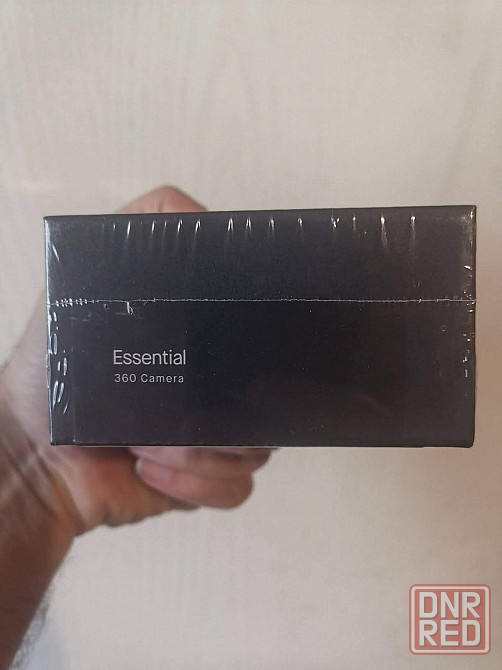 Essential
360 Camera
DNR
RED